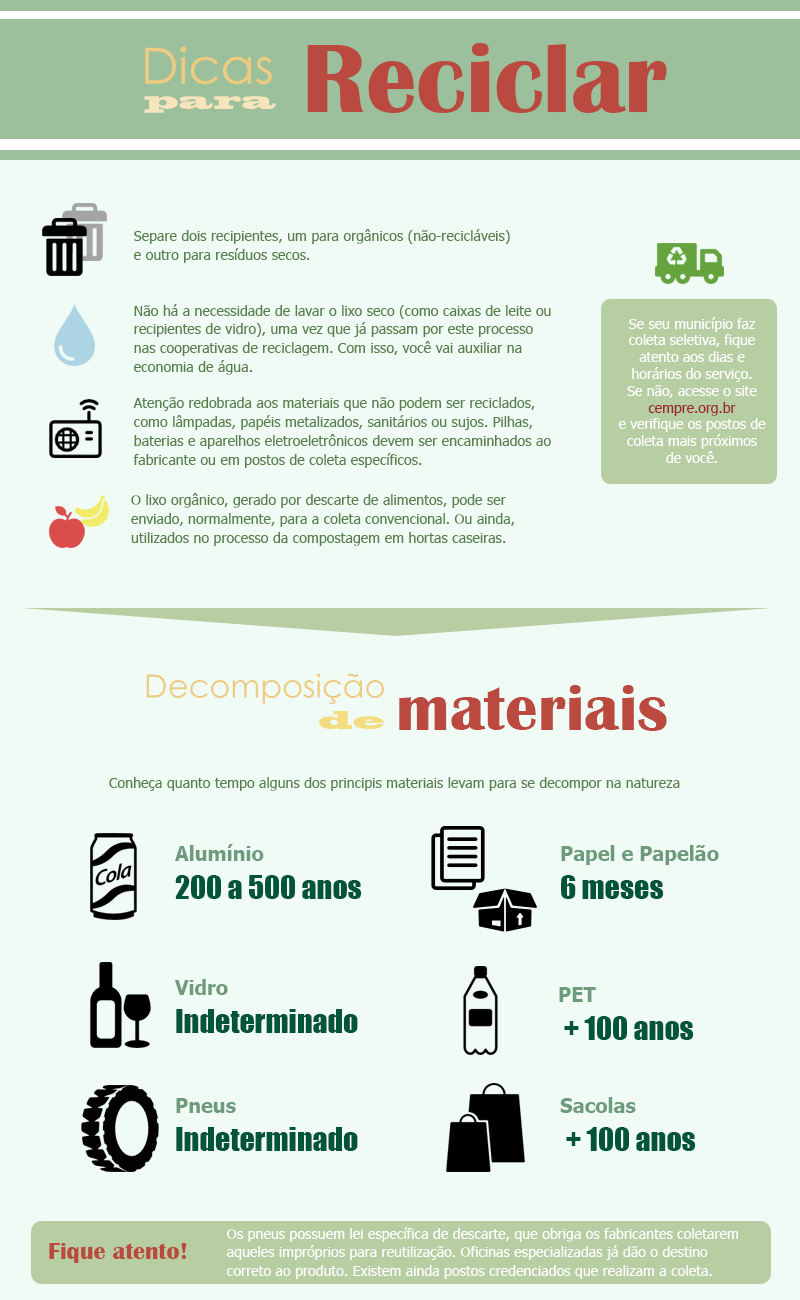 Dicas
para
Reciclar
Separe dois recipientes, um para orgânicos (não-recicláveis)
e outro para resíduos secos.
Não há a necessidade de lavar o lixo seco (como caixas de leite ou
recipientes de vidro), uma vez que já passam por este processo
nas cooperativas de reciclagem. Com isso, você vai auxiliar na
economia de água.
Atenção redobrada aos materiais que não podem ser reciclados,
como lâmpadas, papéis metalizados, sanitários ou sujos. Pilhas,
baterias e aparelhos eletroeletrônicos devem ser encaminhados ao
fabricante ou em postos de coleta específicos.
O lixo orgânico, gerado por descarte de alimentos, pode ser
enviado, normalmente, para a coleta convencional. Ou ainda,
utilizados no processo da compostagem em hortas caseiras.
Se seu município faz
coleta seletiva, fique
atento aos dias e
horários do serviço.
Se não, acesse o site
cempre.org.br
e verifique os postos de
coleta mais próximos
de você.
Decomposição
de
materiais
Conheça quanto tempo alguns dos principis materiais levam para se decompor na natureza
Cola
Alumínio
200 a 500 anos
Papel e Papelão
6 meses
Vidro
Indeterminado
PET
+ 100 anos
Pneus
Indeterminado
Sacolas
+ 100 anos
Fique atento!
Os pneus possuem lei específica de descarte, que obriga os fabricantes coletarem
aqueles impróprios para reutilização. Oficinas especializadas já dão o destino
correto ao produto. Existem ainda postos credenciados que realizam a coleta.